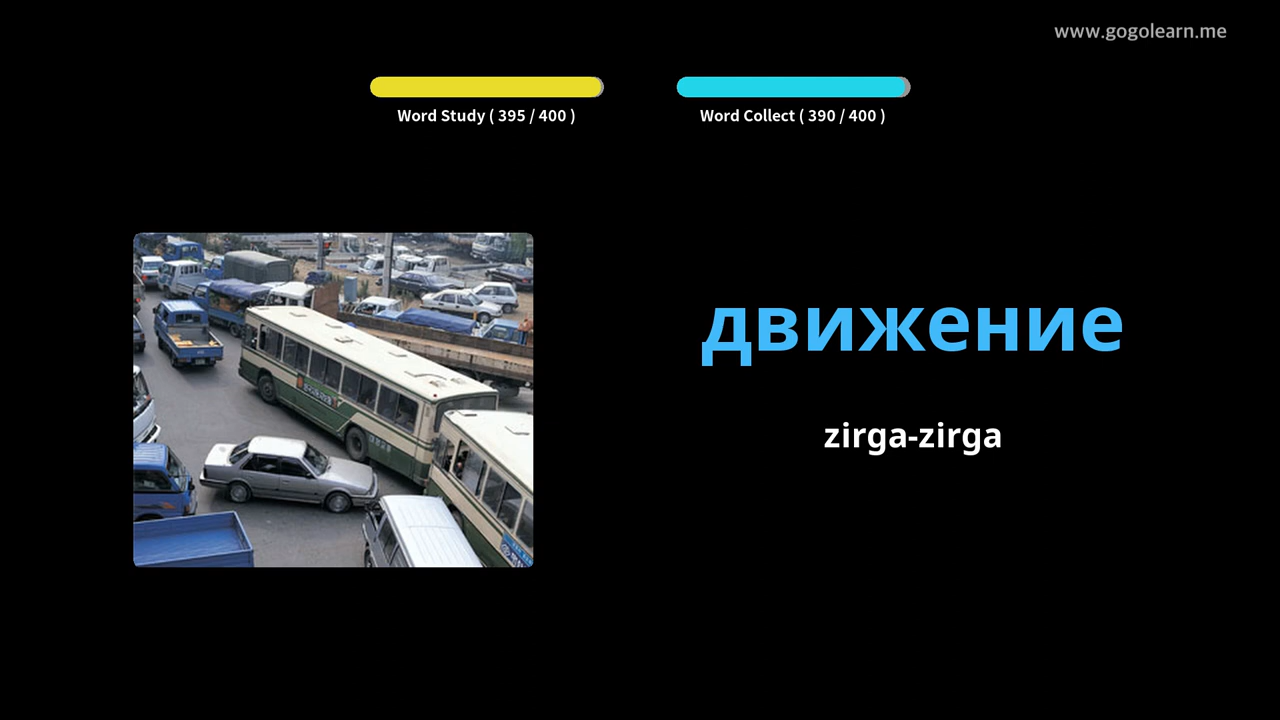 www.gogolearn.me
Word Study ( 395 / 400 )
Word Collect ( 390 / 400 )
движение
zirga-zirga